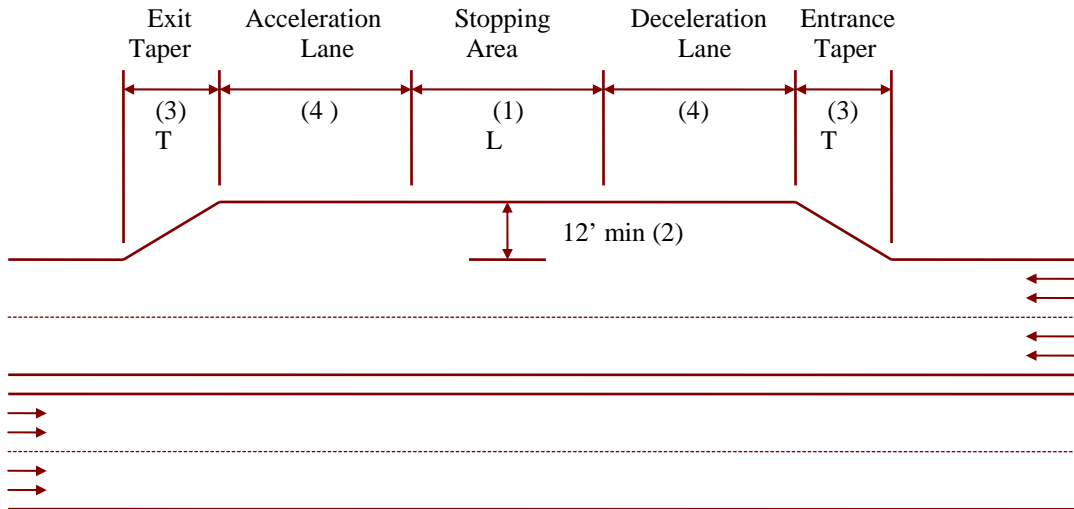 Exit Acceleration Stopping Deceleration Entrance
Taper Lane Area Lane Taper
(3) (4 ) (1) (4) (3)
T L T
12’ min (2)